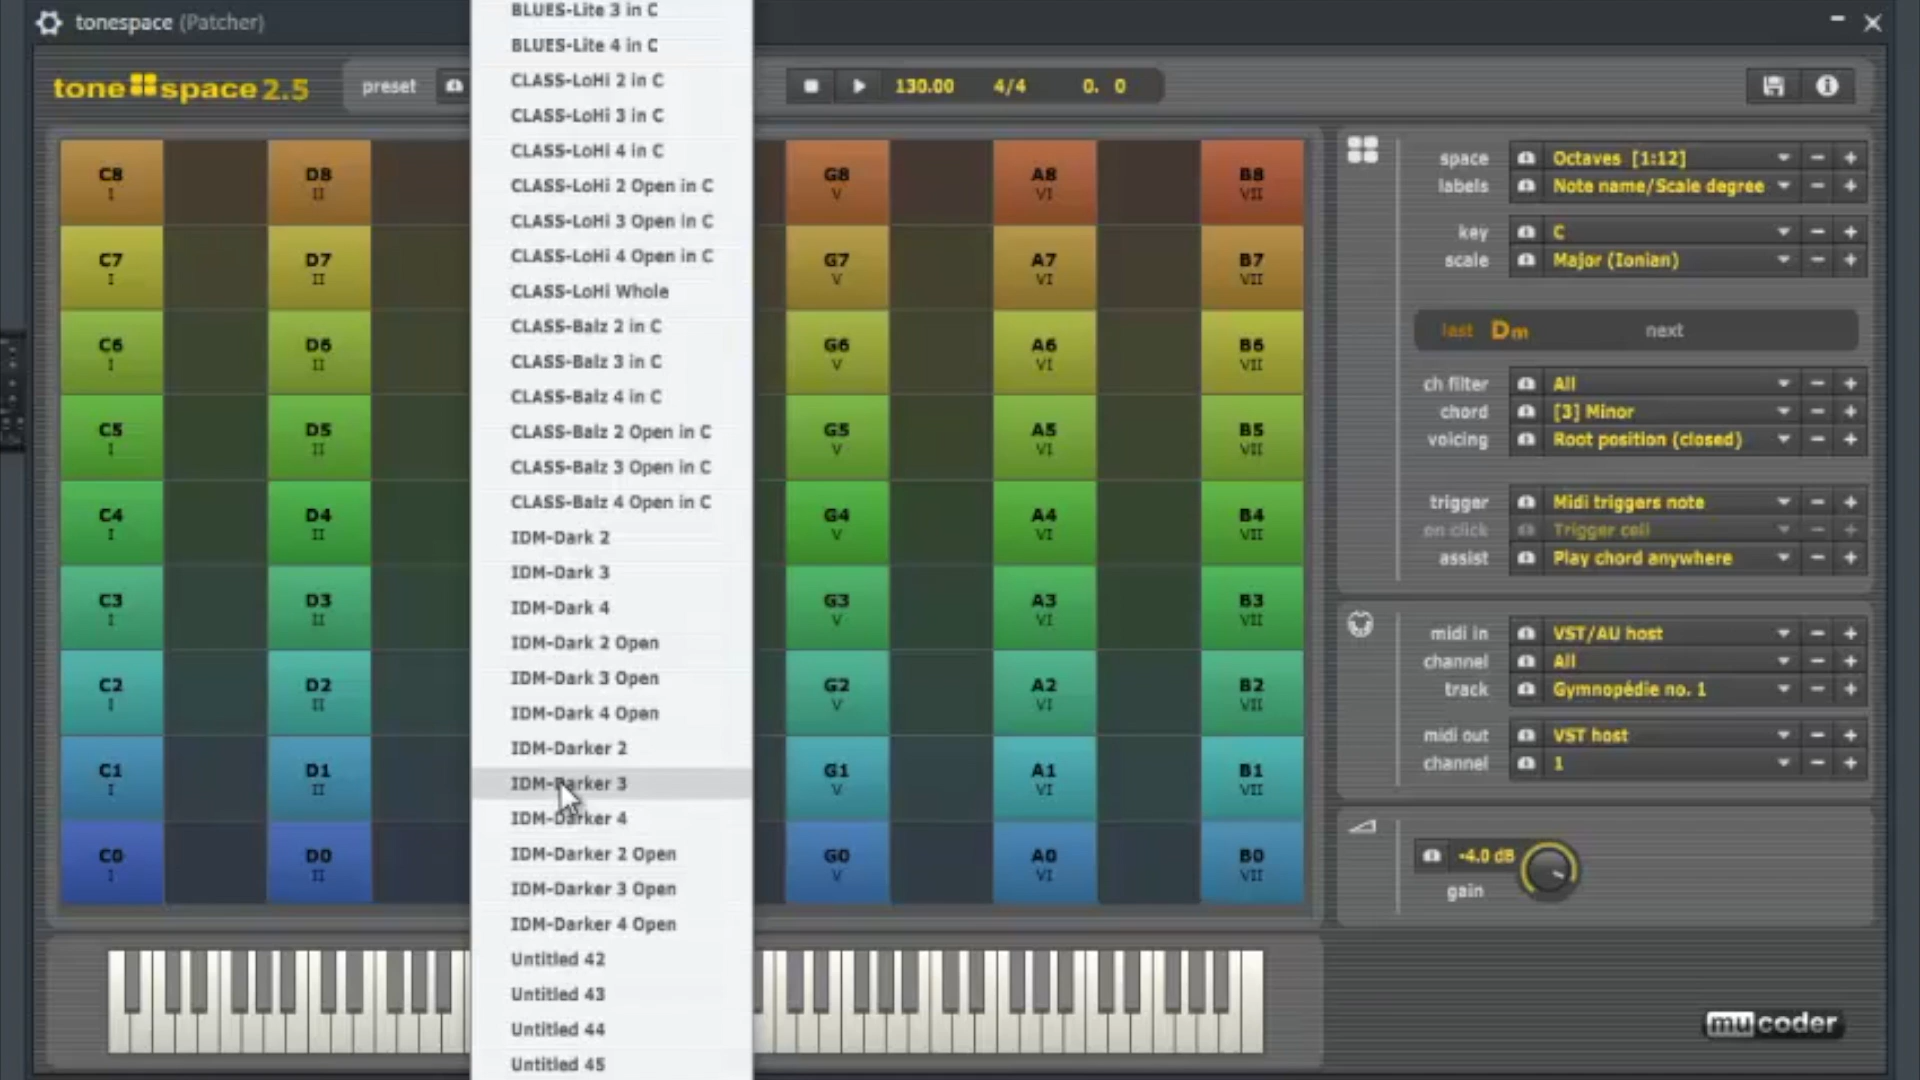 tonespace (Patcher)
tone space 2.5
preset
130.00 4/4 0. 0
BLUES-Lite 3 in C
BLUES-Lite 4 in C
CLASS-LoHi 2 in C
CLASS-LoHi 3 in C
CLASS-LoHi 4 in C
CLASS-LoHi 2 Open in C
CLASS-LoHi 3 Open in C
CLASS-LoHi 4 Open in C
CLASS-LoHi Whole
CLASS-Balz 2 in C
CLASS-Balz 3 in C
CLASS-Balz 4 in C
CLASS-Balz 2 Open in C
CLASS-Balz 3 Open in C
CLASS-Balz 4 Open in C
IDM-Dark 2
IDM-Dark 3
IDM-Dark 4
IDM-Dark 2 Open
IDM-Dark 3 Open
IDM-Dark 4 Open
IDM-Darker 2
IDM-Darker 3
IDM-Darker 4
IDM-Darker 2 Open
IDM-Darker 3 Open
IDM-Darker 4 Open
Untitled 42
Untitled 43
Untitled 44
Untitled 45
C8 D8 G8 A8 B8
I II V VI VII
C7 D7 G7 A7 B7
I II V VI VII
C6 D6 G6 A6 B6
I II V VI VII
C5 D5 G5 A5 B5
I II V VI VII
C4 D4 G4 A4 B4
I II V VI VII
C3 D3 G3 A3 B3
I II V VI VII
C2 D2 G2 A2 B2
I II V VI VII
C1 D1 G1 A1 B1
I II V VI VII
C0 D0 G0 A0 B0
I II V VI VII
space Octaves [1:12]
labels Note name/Scale degree
key C
scale Major (Ionian)
last Dm next
ch filter All
chord [3] Minor
voicing Root position (closed)
trigger Midi triggers note
on click Trigger cell
assist Play chord anywhere
midi in VST/AU host
channel All
track Gymnopédie no. 1
midi out VST host
channel 1
-4.0 dB
gain
mucoder